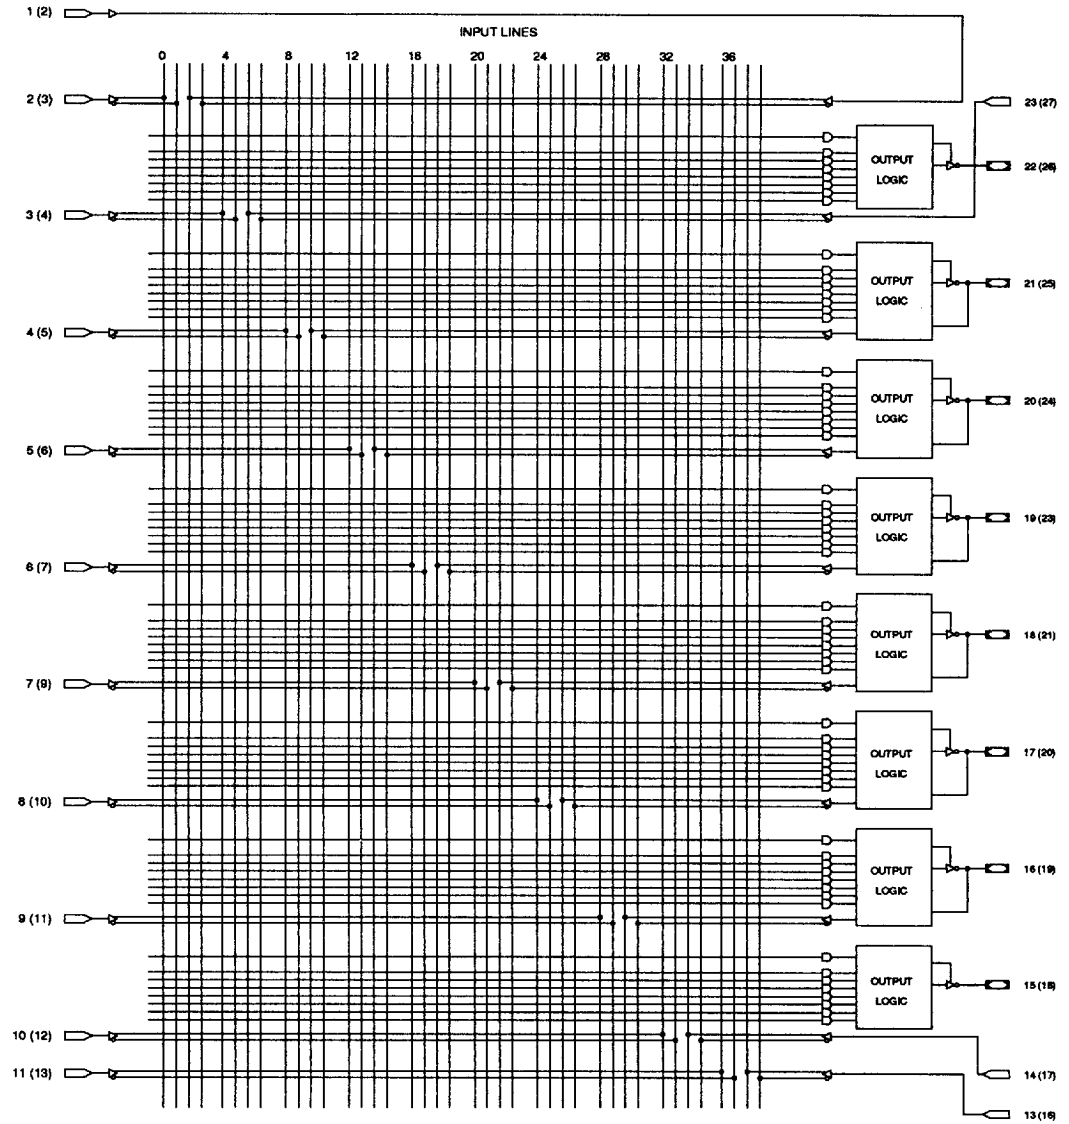 1 (2)
INPUT LINES
0 4 8 12 16 20 24 28 32 36
2 (3)
23 (27)
OUTPUT
LOGIC
22 (26)
3 (4)
OUTPUT
LOGIC
21 (25)
4 (5)
OUTPUT
LOGIC
20 (24)
5 (6)
OUTPUT
LOGIC
19 (23)
6 (7)
OUTPUT
LOGIC
18 (21)
7 (9)
OUTPUT
LOGIC
17 (20)
8 (10)
OUTPUT
LOGIC
16 (19)
9 (11)
OUTPUT
LOGIC
15 (18)
10 (12)
11 (13)
14 (17)
13 (16)